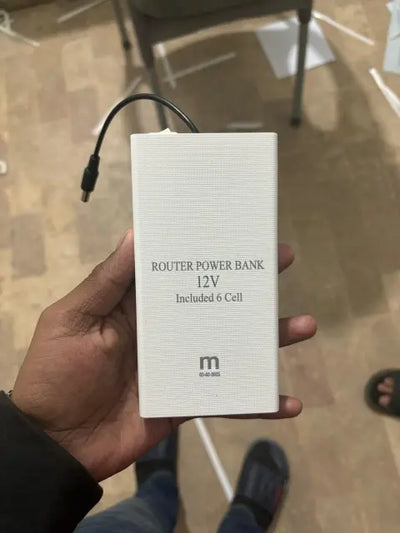 ROUTER POWER BANK
12V
Included 6 Cell
m